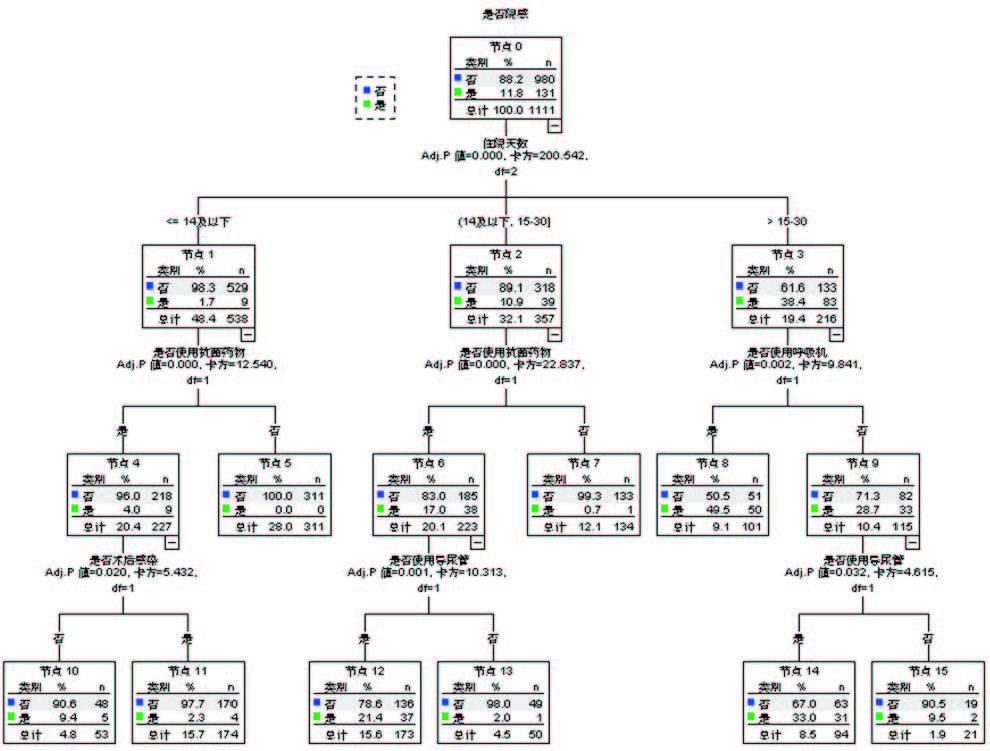 是否院感
节点 0
类别 % n
否 88.2 980
是 11.8 131
总计 100.0 1111
否
是
住院天数
Adj.P 值=0.000, 卡方=200.542,
df=2
<= 14及以下
(14及以下, 15-30]
> 15-30
节点 1
类别 % n
否 98.3 529
是 1.7 9
总计 48.4 538
节点 2
类别 % n
否 89.1 318
是 10.9 39
总计 32.1 357
节点 3
类别 % n
否 61.6 133
是 38.4 83
总计 19.4 216
是否使用抗菌药物
Adj.P 值=0.000, 卡方=12.540,
df=1
是否使用抗菌药物
Adj.P 值=0.000, 卡方=22.837,
df=1
是否使用呼吸机
Adj.P 值=0.002, 卡方=9.841,
df=1
是
否
是
否
是
否
节点 4
类别 % n
否 96.0 218
是 4.0 9
总计 20.4 227
节点 5
类别 % n
否 100.0 311
是 0.0 0
总计 28.0 311
节点 6
类别 % n
否 83.0 185
是 17.0 38
总计 20.1 223
节点 7
类别 % n
否 99.3 133
是 0.7 1
总计 12.1 134
节点 8
类别 % n
否 50.5 51
是 49.5 50
总计 9.1 101
节点 9
类别 % n
否 71.3 82
是 28.7 33
总计 10.4 115
是否术后感染
Adj.P 值=0.020, 卡方=5.432,
df=1
是否使用导尿管
Adj.P 值=0.001, 卡方=10.313,
df=1
是否使用导尿管
Adj.P 值=0.032, 卡方=4.615,
df=1
否
是
是
否
是
否
节点 10
类别 % n
否 90.6 48
是 9.4 5
总计 4.8 53
节点 11
类别 % n
否 97.7 170
是 2.3 4
总计 15.7 174
节点 12
类别 % n
否 78.6 136
是 21.4 37
总计 15.6 173
节点 13
类别 % n
否 98.0 49
是 2.0 1
总计 4.5 50
节点 14
类别 % n
否 67.0 63
是 33.0 31
总计 8.5 94
节点 15
类别 % n
否 90.5 19
是 9.5 2
总计 1.9 21